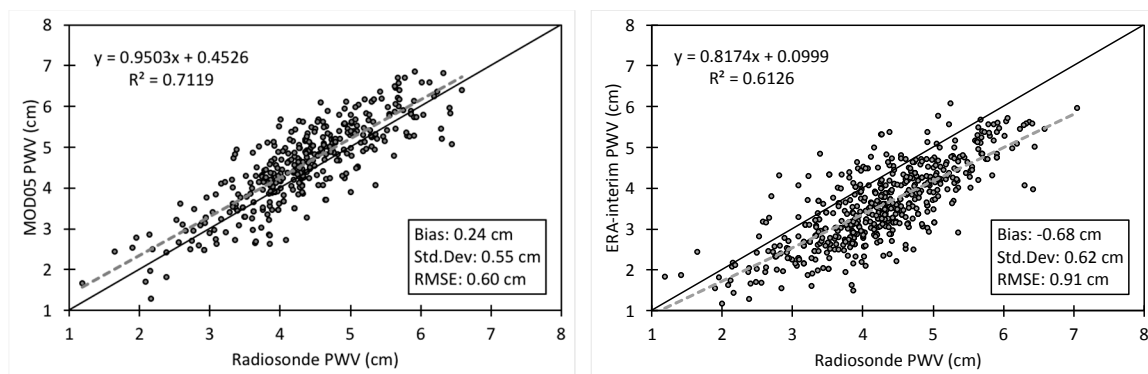 y = 0.9503x + 0.4526
R² = 0.7119
8
7
6
5
4
3
2
1
MOD05 PWV (cm)
Bias: 0.24 cm
Std.Dev: 0.55 cm
RMSE: 0.60 cm
1 2 3 4 5 6 7 8
Radiosonde PWV (cm)
y = 0.8174x + 0.0999
R² = 0.6126
8
7
6
5
4
3
2
1
ERA-interim PWV (cm)
Bias: -0.68 cm
Std.Dev: 0.62 cm
RMSE: 0.91 cm
1 2 3 4 5 6 7 8
Radiosonde PWV (cm)